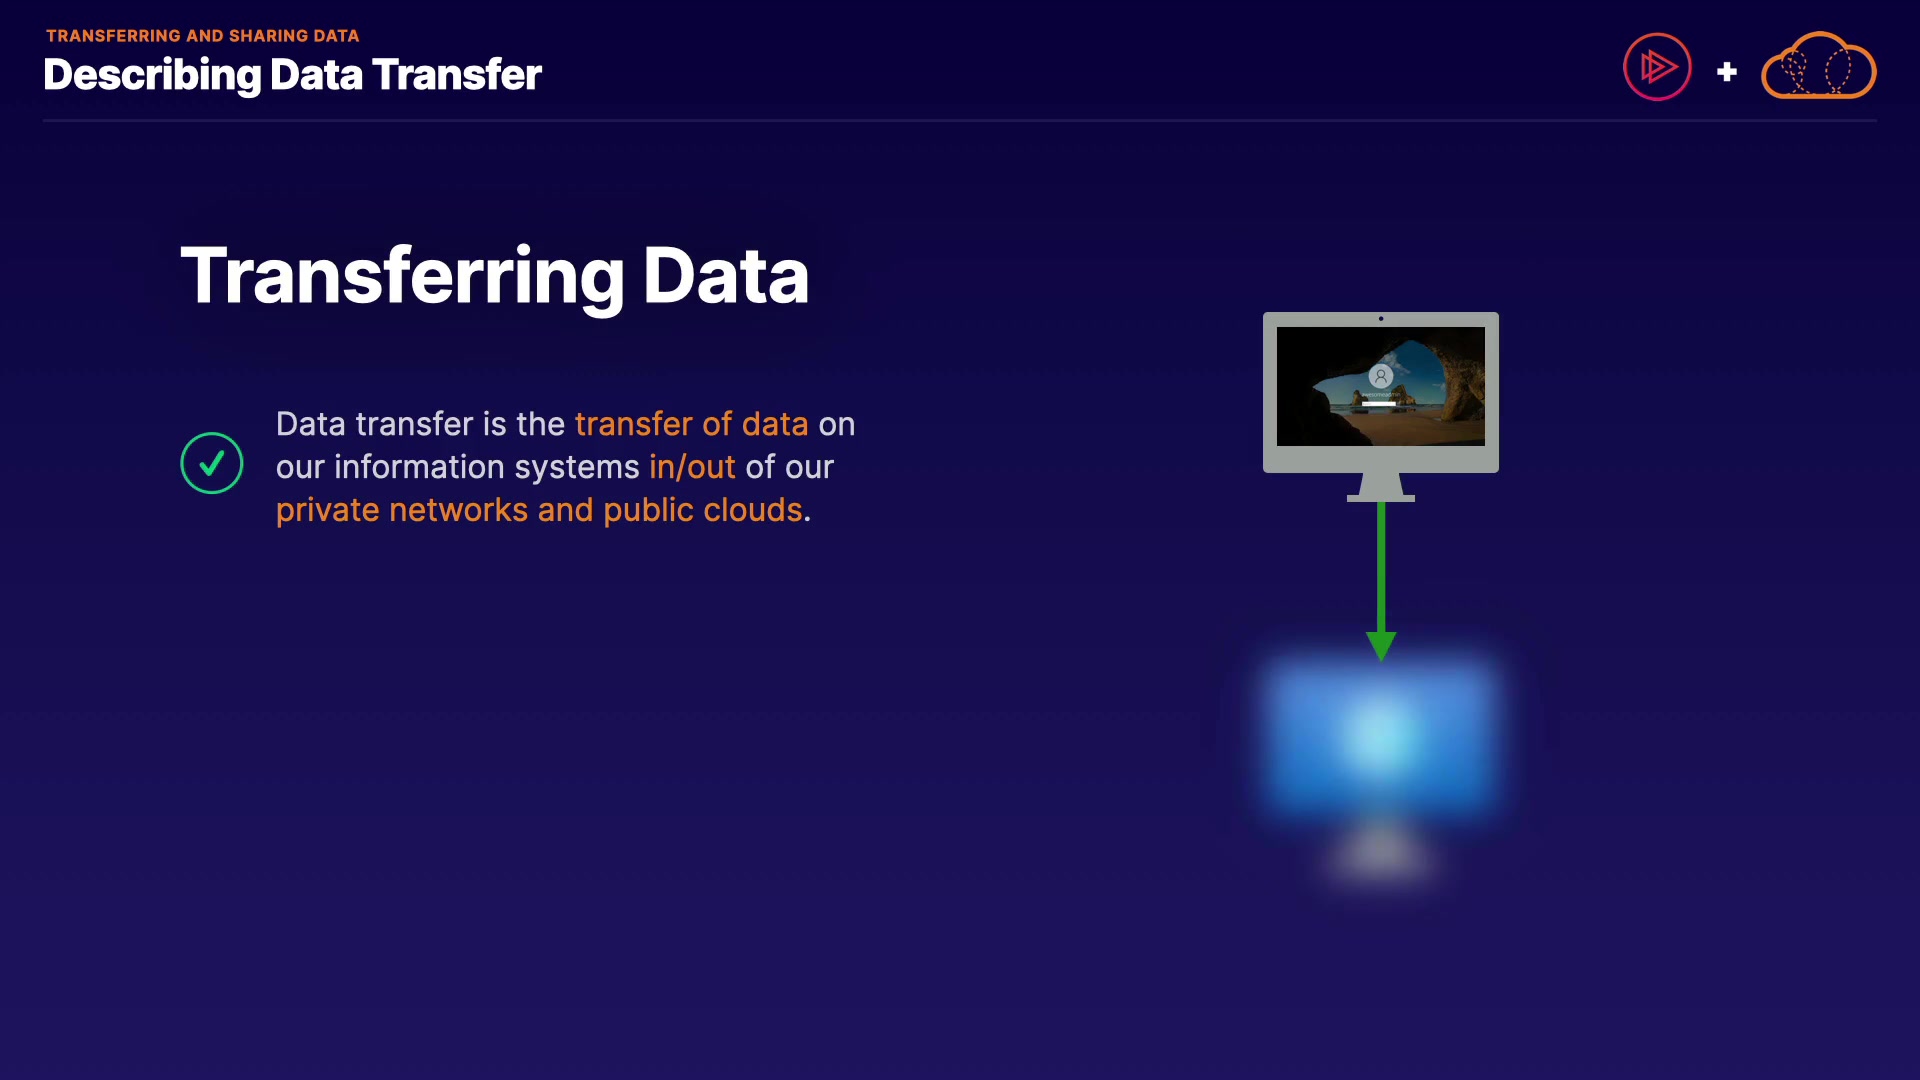 TRANSFERRING AND SHARING DATA
Describing Data Transfer
Transferring Data
Data transfer is the transfer of data on
our information systems in/out of our
private networks and public clouds.